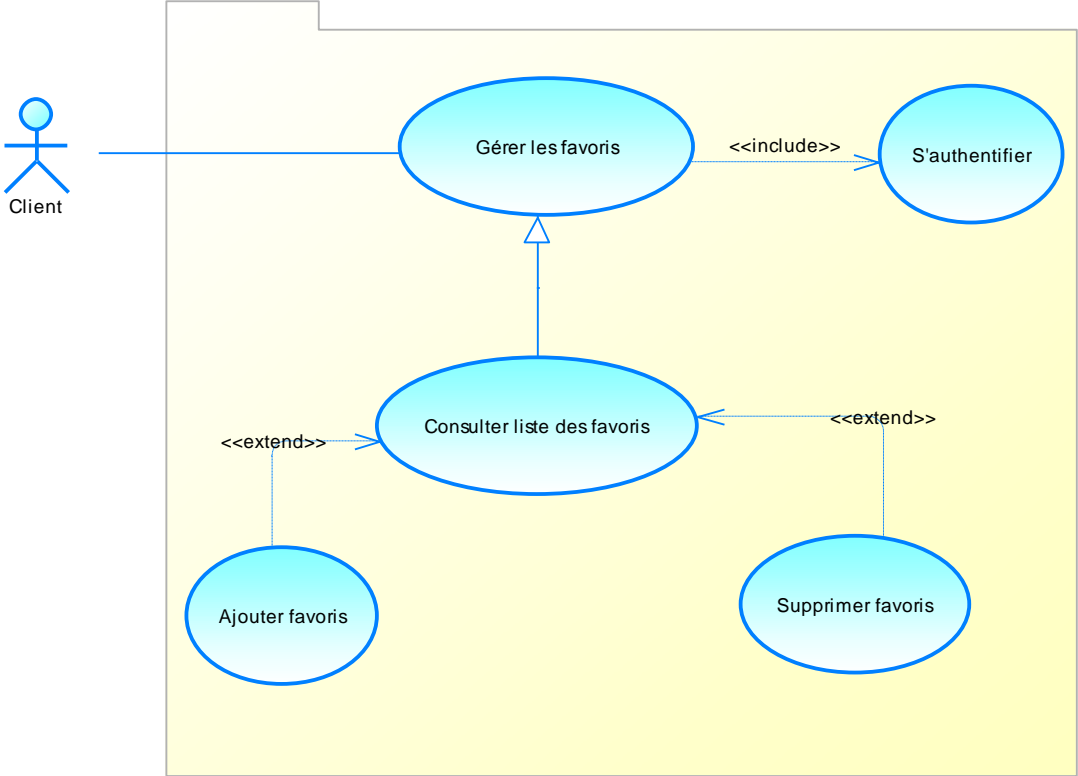 Gérer les favoris
<<include>>
S'authentifier
Client
Consulter liste des favoris
<<extend>>
<<extend>>
Ajouter favoris
Supprimer favoris